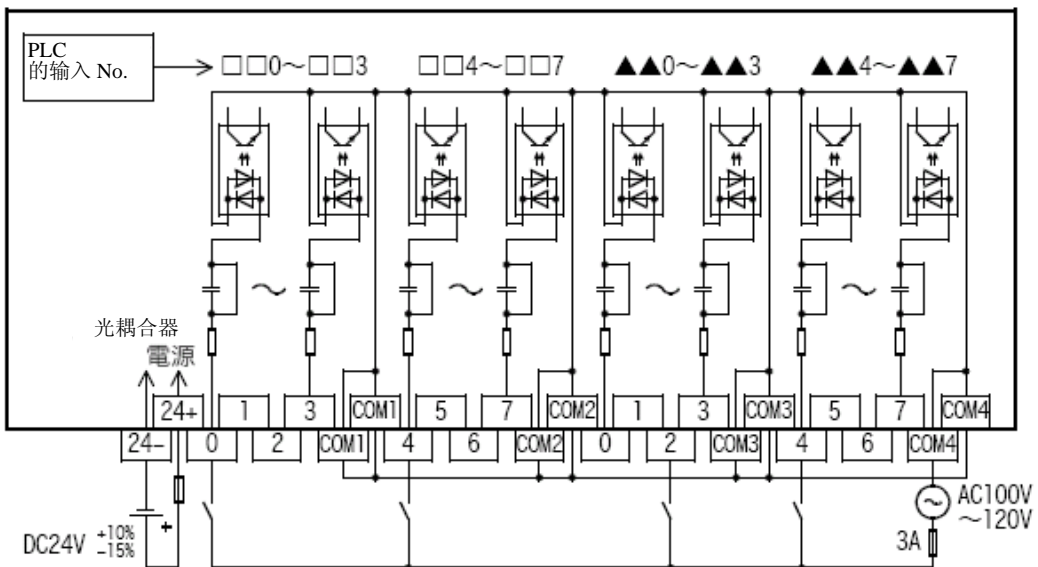 PLC
的输入 No.
□□0～□□3 □□4～□□7 ▲▲0～▲▲3 ▲▲4～▲▲7
光耦合器
電源
24+ 1 3 COM1 5 7 COM2 1 3 COM3 5 7 COM4
24− 0 2 COM1 4 6 COM2 0 2 COM3 4 6 COM4
DC24V +10%
−15%
AC100V
～120V
3A